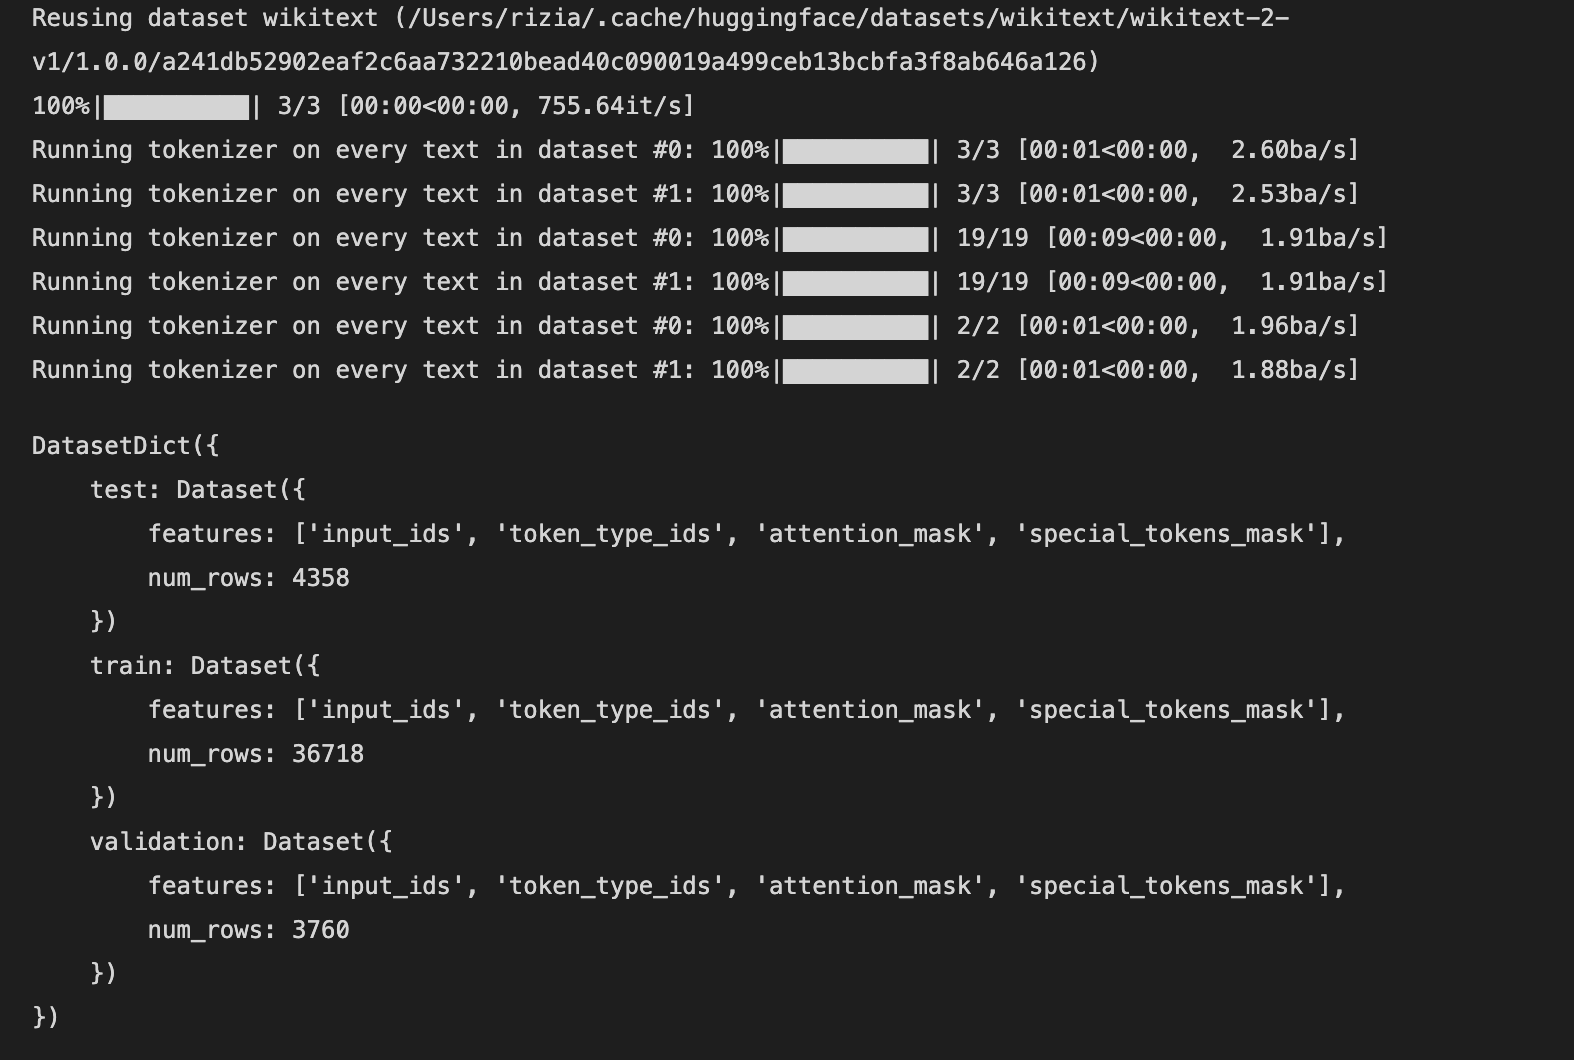 Reusing dataset wikitext (/Users/rizia/.cache/huggingface/datasets/wikitext/wikitext-2-
v1/1.0.0/a241db52902eaf2c6aa732210bead40c090019a499ceb13bcbfa3f8ab646a126)
100%|██████████| 3/3 [00:00<00:00, 755.64it/s]
Running tokenizer on every text in dataset #0: 100%|██████████| 3/3 [00:01<00:00,  2.60ba/s]
Running tokenizer on every text in dataset #1: 100%|██████████| 3/3 [00:01<00:00,  2.53ba/s]
Running tokenizer on every text in dataset #0: 100%|██████████| 19/19 [00:09<00:00,  1.91ba/s]
Running tokenizer on every text in dataset #1: 100%|██████████| 19/19 [00:09<00:00,  1.91ba/s]
Running tokenizer on every text in dataset #0: 100%|██████████| 2/2 [00:01<00:00,  1.96ba/s]
Running tokenizer on every text in dataset #1: 100%|██████████| 2/2 [00:01<00:00,  1.88ba/s]
DatasetDict({
    test: Dataset({
        features: ['input_ids', 'token_type_ids', 'attention_mask', 'special_tokens_mask'],
        num_rows: 4358
    })
    train: Dataset({
        features: ['input_ids', 'token_type_ids', 'attention_mask', 'special_tokens_mask'],
        num_rows: 36718
    })
    validation: Dataset({
        features: ['input_ids', 'token_type_ids', 'attention_mask', 'special_tokens_mask'],
        num_rows: 3760
    })
})